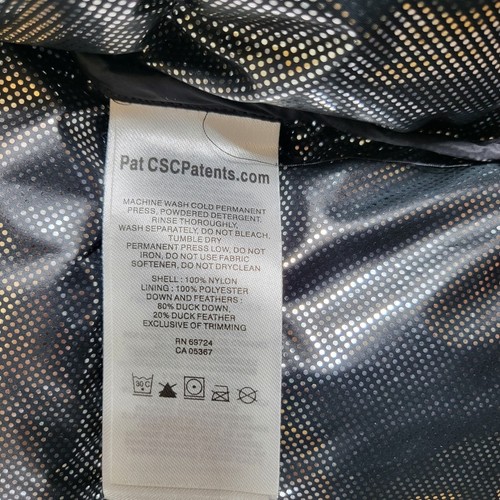 Pat CSCPatents.com
MACHINE WASH COLD PERMANENT
PRESS, POWDERED DETERGENT.
RINSE THOROUGHLY,
WASH SEPARATELY, DO NOT BLEACH,
TUMBLE DRY
PERMANENT PRESS LOW, DO NOT
IRON, DO NOT USE FABRIC
SOFTENER, DO NOT DRYCLEAN
SHELL : 100% NYLON
LINING : 100% POLYESTER
DOWN AND FEATHERS :
80% DUCK DOWN,
20% DUCK FEATHER
EXCLUSIVE OF TRIMMING
RN 69724
CA 05367
30 C